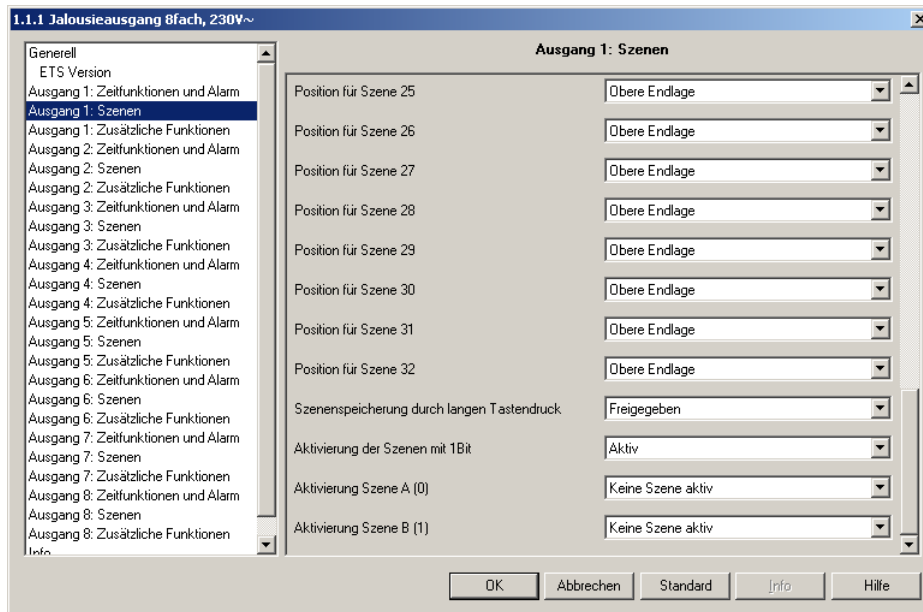 1.1.1 Jalousieausgang 8fach, 230V~
Generell
ETS Version
Ausgang 1: Zeitfunktionen und Alarm
Ausgang 1: Szenen
Ausgang 1: Zusätzliche Funktionen
Ausgang 2: Zeitfunktionen und Alarm
Ausgang 2: Szenen
Ausgang 2: Zusätzliche Funktionen
Ausgang 3: Zeitfunktionen und Alarm
Ausgang 3: Szenen
Ausgang 3: Zusätzliche Funktionen
Ausgang 4: Zeitfunktionen und Alarm
Ausgang 4: Szenen
Ausgang 4: Zusätzliche Funktionen
Ausgang 5: Zeitfunktionen und Alarm
Ausgang 5: Szenen
Ausgang 5: Zusätzliche Funktionen
Ausgang 6: Zeitfunktionen und Alarm
Ausgang 6: Szenen
Ausgang 6: Zusätzliche Funktionen
Ausgang 7: Zeitfunktionen und Alarm
Ausgang 7: Szenen
Ausgang 7: Zusätzliche Funktionen
Ausgang 8: Zeitfunktionen und Alarm
Ausgang 8: Szenen
Ausgang 8: Zusätzliche Funktionen
Info
Ausgang 1: Szenen
Position für Szene 25 Obere Endlage
Position für Szene 26 Obere Endlage
Position für Szene 27 Obere Endlage
Position für Szene 28 Obere Endlage
Position für Szene 29 Obere Endlage
Position für Szene 30 Obere Endlage
Position für Szene 31 Obere Endlage
Position für Szene 32 Obere Endlage
Szenenspeicherung durch langen Tastendruck Freigegeben
Aktivierung der Szenen mit 1Bit Aktiv
Aktivierung Szene A (0) Keine Szene aktiv
Aktivierung Szene B (1) Keine Szene aktiv
OK Abbrechen Standard Info Hilfe